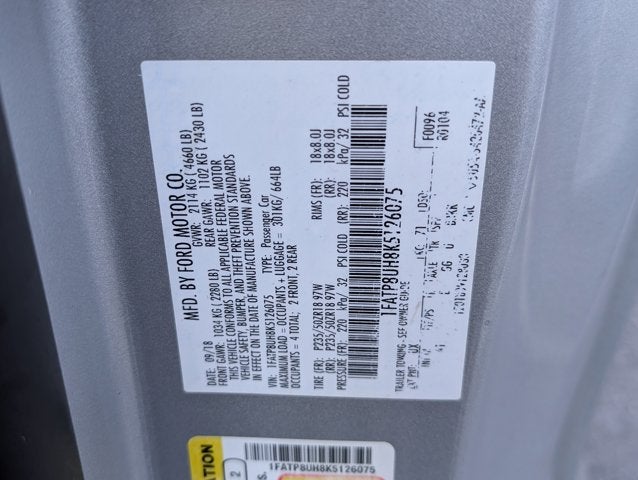 MFD. BY FORD MOTOR CO.
DATE: 09/18 GVWR: 2114 KG ( 4660 LB)
FRONT GAWR: 1034 KG ( 2280 LB) REAR GAWR: 1102 KG ( 2430 LB)
THIS VEHICLE CONFORMS TO ALL APPLICABLE FEDERAL MOTOR
VEHICLE SAFETY, BUMPER, AND THEFT PREVENTION STANDARDS
IN EFFECT ON THE DATE OF MANUFACTURE SHOWN ABOVE.
VIN: 1FATP8UH8K5126075 TYPE: Passenger Car
MAXIMUM LOAD = OCCUPANTS + LUGGAGE = 301KG/ 664LB
OCCUPANTS = 4 TOTAL; 2 FRONT, 2 REAR
TIRE (FR): P235/50ZR18 97W RIMS (FR): 18x8.0J
(RR): P235/50ZR18 97W (RR): 18x8.0J
PRESSURE (FR): 220 kPa/ 32 PSI COLD (RR): 220 kPa/ 32 PSI COLD
1FATP8UH8K5126075
TRAILER TOWING - SEE OWNER GUIDE
F0096
R0104
1FATP8UH8K5126075